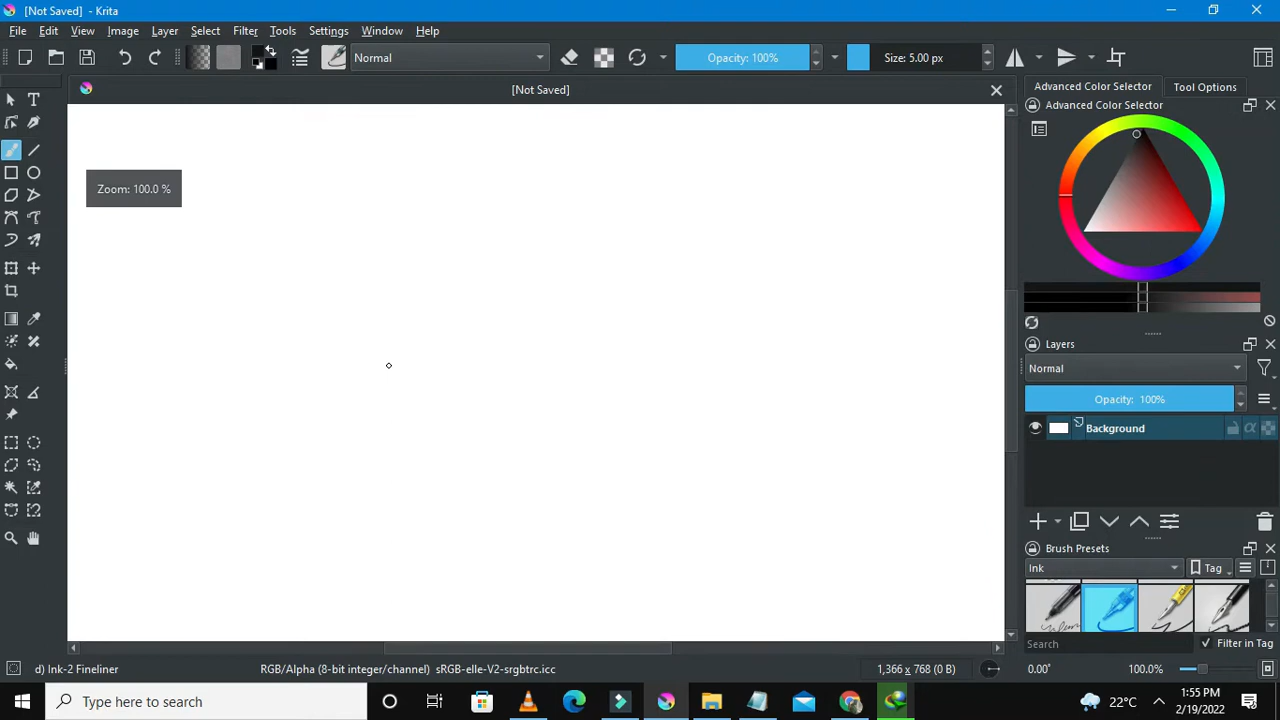 [Not Saved] - Krita
File Edit View Image Layer Select Filter Tools Settings Window Help
Normal Opacity: 100% Size: 5.00 px
[Not Saved]
Advanced Color Selector Tool Options
Advanced Color Selector
Zoom: 100.0 %
Layers
Normal
Opacity: 100%
Background
Brush Presets
Ink Tag
Search Filter in Tag
d) Ink-2 Fineliner RGB/Alpha (8-bit integer/channel) sRGB-elle-V2-srgbtrc.icc 1,366 x 768 (0 B) 0.00° 100.0%
Type here to search 22°C 1:55 PM
2/19/2022